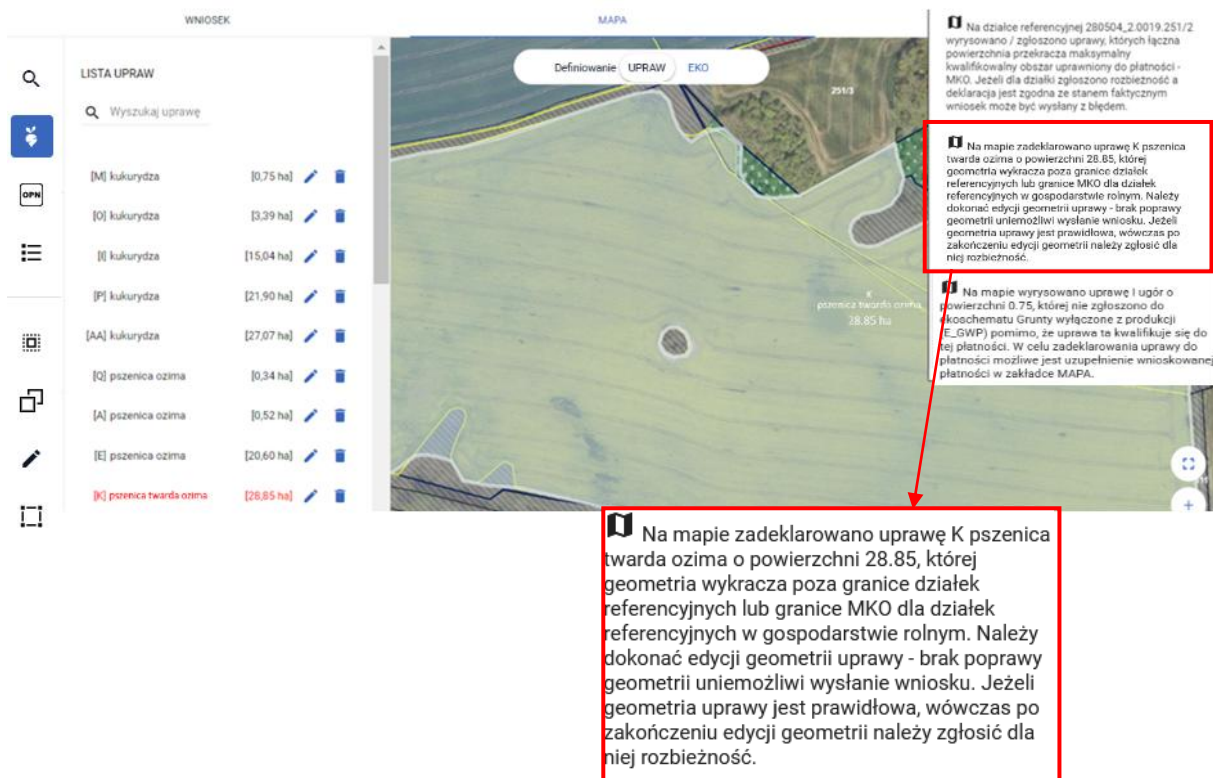 WNIOSEK
MAPA
LISTA UPRAW
Wyszukaj uprawę
OPN
[M] kukurydza [0,75 ha]
[O] kukurydza [3,39 ha]
[I] kukurydza [15,04 ha]
[P] kukurydza [21,90 ha]
[AA] kukurydza [27,07 ha]
[Q] pszenica ozima [0,34 ha]
[A] pszenica ozima [0,52 ha]
[E] pszenica ozima [20,60 ha]
[K] pszenica twarda ozima [28,85 ha]
Definiowanie UPRAW EKO
251/3
K
pszenica twarda ozima
28.85 ha
Na działce referencyjnej 280504_2.0019.251/2
wyrysowano / zgłoszono uprawy, których łączna
powierzchnia przekracza maksymalny
kwalifikowalny obszar uprawniony do płatności -
MKO. Jeżeli dla działki zgłoszono rozbieżność a
deklaracja jest zgodna ze stanem faktycznym
wniosek może być wysłany z błędem.
Na mapie zadeklarowano uprawę K pszenica
twarda ozima o powierzchni 28.85, której
geometria wykracza poza granice działek
referencyjnych lub granice MKO dla działek
referencyjnych w gospodarstwie rolnym. Należy
dokonać edycji geometrii uprawy - brak poprawy
geometrii uniemożliwi wysłanie wniosku. Jeżeli
geometria uprawy jest prawidłowa, wówczas po
zakończeniu edycji geometrii należy zgłosić dla
niej rozbieżność.
Na mapie wyrysowano uprawę I ugór o
powierzchni 0.75, której nie zgłoszono do
ekoschematu Grunty wyłączone z produkcji
(E_GWP) pomimo, że uprawa ta kwalifikuje się do
tej płatności. W celu zadeklarowania uprawy do
płatności możliwe jest uzupełnienie wnioskowanej
płatności w zakładce MAPA.
Na mapie zadeklarowano uprawę K pszenica
twarda ozima o powierzchni 28.85, której
geometria wykracza poza granice działek
referencyjnych lub granice MKO dla działek
referencyjnych w gospodarstwie rolnym. Należy
dokonać edycji geometrii uprawy - brak poprawy
geometrii uniemożliwi wysłanie wniosku. Jeżeli
geometria uprawy jest prawidłowa, wówczas po
zakończeniu edycji geometrii należy zgłosić dla
niej rozbieżność.